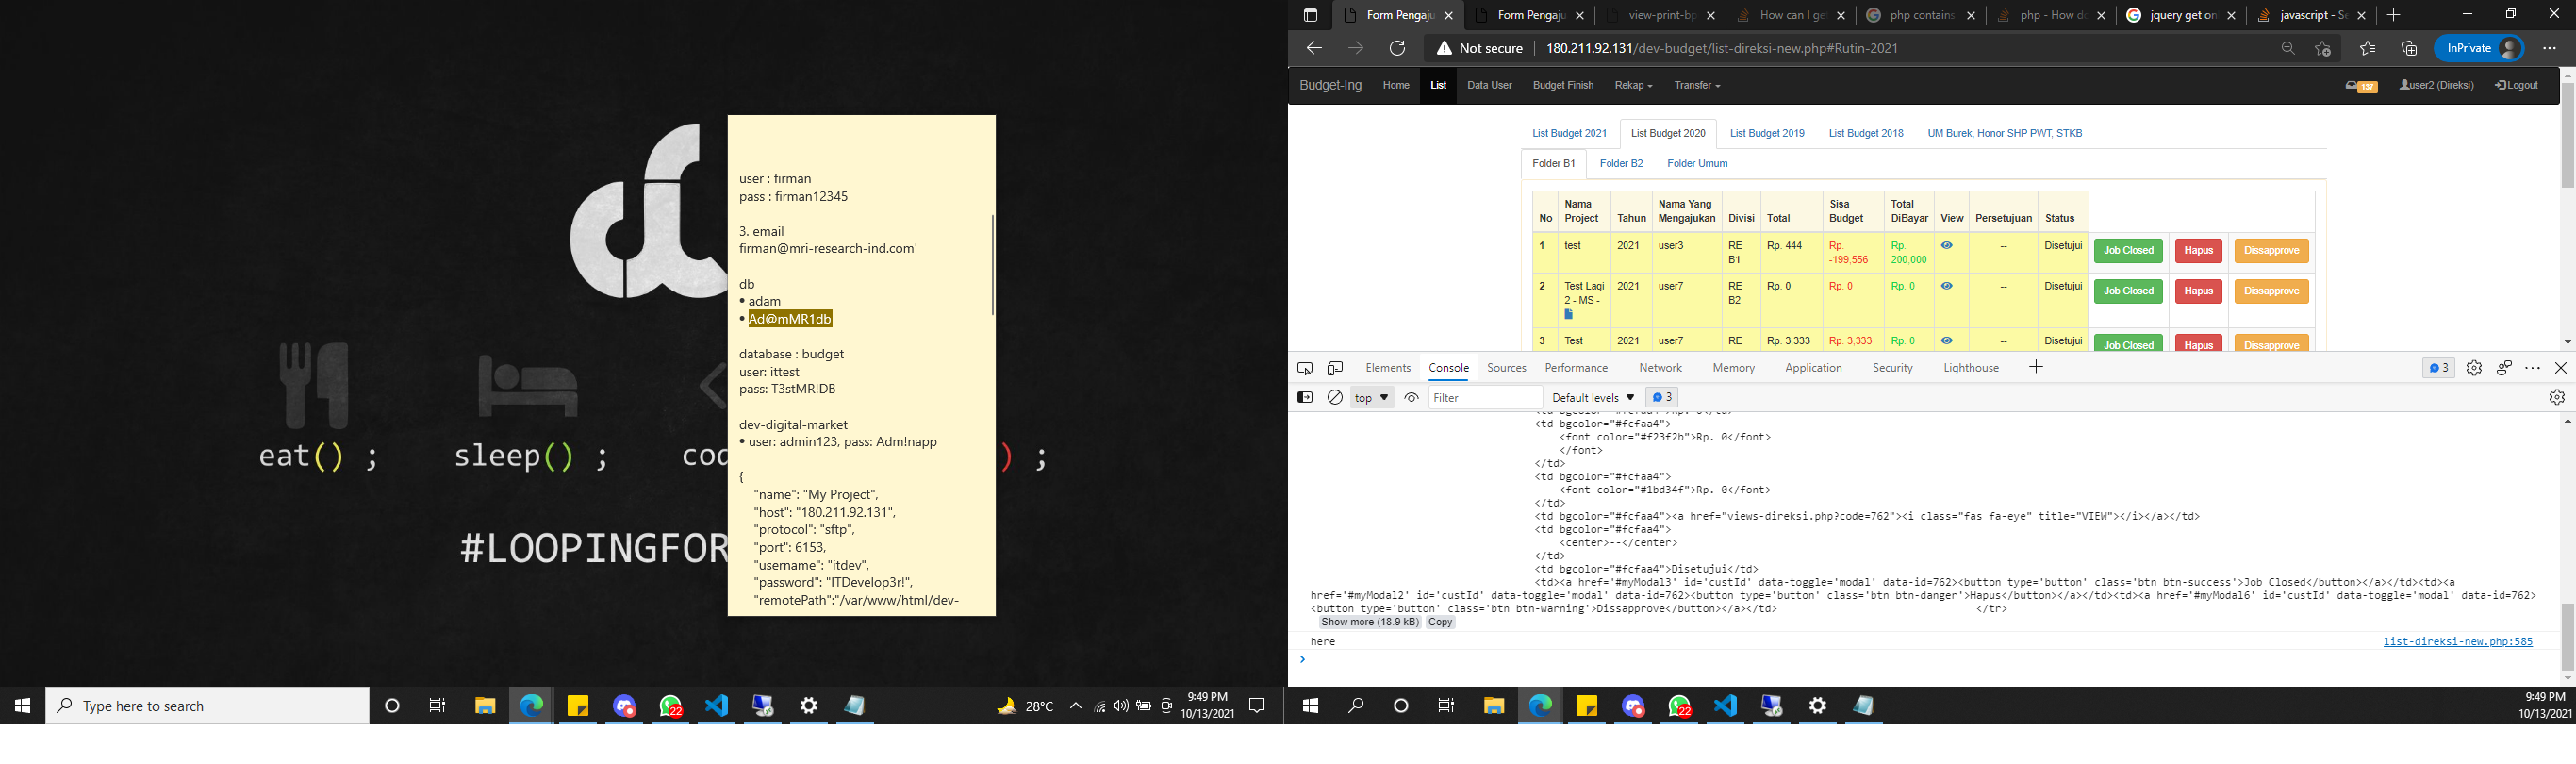 eat() ;
sleep() ;
) ;
user : firman
pass : firman12345
3. email
firman@mri-research-ind.com'
db
• adam
• Ad@mMR1db
database : budget
user: ittest
pass: T3stMR!DB
dev-digital-market
• user: admin123, pass: Adm!napp
{
"name": "My Project",
"host": "180.211.92.131",
"protocol": "sftp",
"port": 6153,
"username": "itdev",
"password": "ITDevelop3r!",
"remotePath":"/var/www/html/dev-
Type here to search
22
28°C
9:49 PM
10/13/2021
Form Pengaju
Form Pengaju
view-print-bp
How can I ge
php contains
php - How do
jquery get on
javascript - Se
Not secure
180.211.92.131/dev-budget/list-direksi-new.php#Rutin-2021
InPrivate
Budget-Ing Home List Data User Budget Finish Rekap Transfer
137 user2 (Direksi) Logout
List Budget 2021 List Budget 2020 List Budget 2019 List Budget 2018 UM Burek, Honor SHP PWT, STKB
Folder B1 Folder B2 Folder Umum
No Nama Project Tahun Nama Yang Mengajukan Divisi Total Sisa Budget Total DiBayar View Persetujuan Status
1 test 2021 user3 RE B1 Rp. 444 Rp. -199,556 Rp. 200,000 -- Disetujui Job Closed Hapus Dissapprove
2 Test Lagi 2 - MS - 2021 user7 RE B2 Rp. 0 Rp. 0 Rp. 0 -- Disetujui Job Closed Hapus Dissapprove
3 Test 2021 user7 RE Rp. 3,333 Rp. 3,333 Rp. 0 -- Disetujui Job Closed Hapus Dissapprove
Elements Console Sources Performance Network Memory Application Security Lighthouse
3
top
Filter
Default levels
3
<td bgcolor="#fcfaa4">
<font color="#f23f2b">Rp. 0</font>
</font>
</td>
<td bgcolor="#fcfaa4">
<font color="#1bd34f">Rp. 0</font>
</td>
<td bgcolor="#fcfaa4"><a href="views-direksi.php?code=762"><i class="fas fa-eye" title="VIEW"></i></a></td>
<td bgcolor="#fcfaa4">
<center>--</center>
</td>
<td bgcolor="#fcfaa4">Disetujui</td>
<td><a href='#myModal3' id='custId' data-toggle='modal' data-id=762><button type='button' class='btn btn-success'>Job Closed</button></a></td><td><a
href='#myModal2' id='custId' data-toggle='modal' data-id=762><button type='button' class='btn btn-danger'>Hapus</button></a></td><td><a href='#myModal6' id='custId' data-toggle='modal' data-id=762>
<button type='button' class='btn btn-warning'>Dissapprove</button></a></td> </tr>
Show more (18.9 kB) Copy
here
list-direksi-new.php:585
22
9:49 PM
10/13/2021